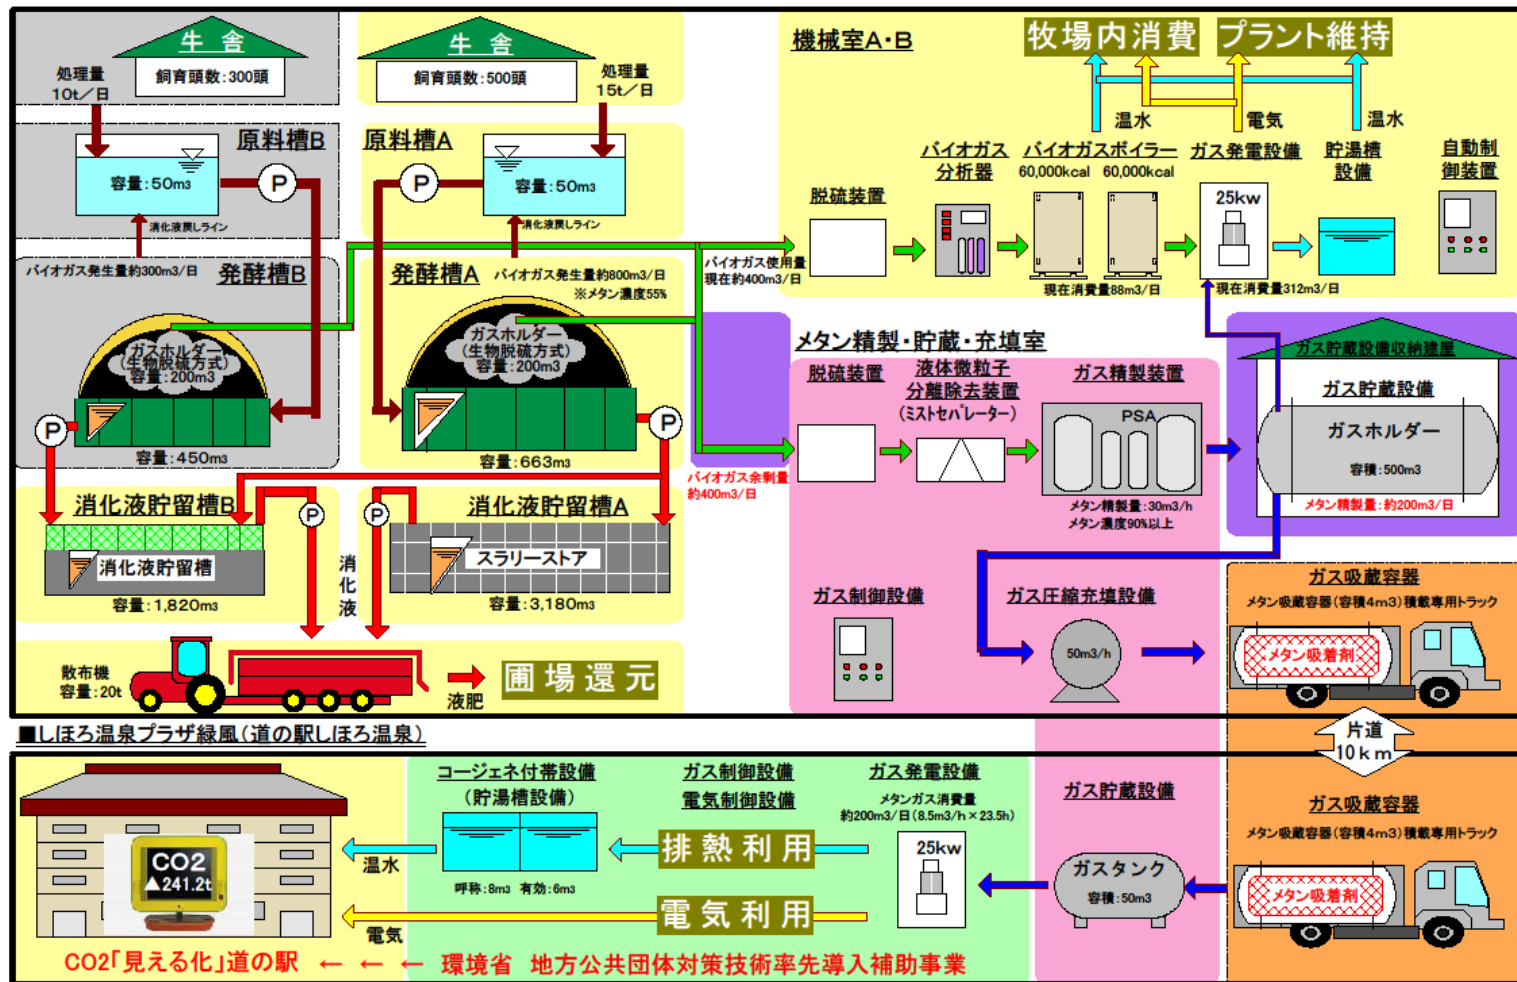 牛 舎
飼育頭数：300頭
処理量
10t／日
原料槽B
容量：50m3
P
消化液戻しライン
バイオガス発生量約300m3/日
発酵槽B
ガスホルダー
(生物脱硫方式)
容量：200m3
P
容量：450m3
牛 舎
飼育頭数：500頭
処理量
15t／日
原料槽A
容量：50m3
P
消化液戻しライン
発酵槽A
バイオガス発生量約800m3/日
※メタン濃度55%
ガスホルダー
(生物脱硫方式)
容量：200m3
P
容量：663m3
消化液貯留槽B
消化液貯留槽
容量：1,820m3
P
消化液
P
消化液貯留槽A
スラリーストア
容量：3,180m3
散布機
容量：20t
液肥
圃場還元
機械室A・B
牧場内消費
プラント維持
温水
電気
温水
バイオガス使用量
現在約400m3/日
脱硫装置
バイオガス
分析器
バイオガスボイラー
60,000kcal 60,000kcal
現在消費量88m3/日
ガス発電設備
25kw
現在消費量312m3/日
貯湯槽
設備
自動制
御装置
メタン精製・貯蔵・充填室
バイオガス余剰量
約400m3/日
脱硫装置
液体微粒子
分離除去装置
(ミストセパレーター)
ガス精製装置
PSA
メタン精製量：30m3/h
メタン濃度90%以上
ガス貯蔵設備収納建屋
ガス貯蔵設備
ガスホルダー
容積：500m3
メタン精製量：約200m3/日
ガス制御設備
ガス圧縮充填設備
50m3/h
ガス吸蔵容器
メタン吸蔵容器(容積4m3)積載専用トラック
メタン吸着剤
片道
10km
■しほろ温泉プラザ緑風(道の駅しほろ温泉)
CO2
▲241.2t
温水
電気
コージェネ付帯設備
(貯湯槽設備)
呼称：8m3 有効：6m3
ガス制御設備
電気制御設備
排熱利用
電気利用
ガス発電設備
メタンガス消費量
約200m3/日(8.5m3/h×23.5h)
25kw
ガス貯蔵設備
ガスタンク
容積：50m3
ガス吸蔵容器
メタン吸蔵容器(容積4m3)積載専用トラック
メタン吸着剤
CO2「見える化」道の駅 ← ← ← 環境省 地方公共団体対策技術率先導入補助事業